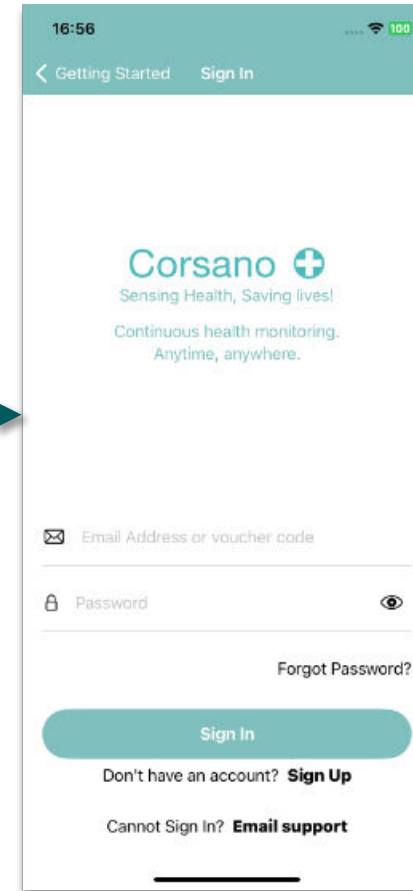 16:56
100
Getting Started Sign In
Corsano
Sensing Health, Saving lives!
Continuous health monitoring.
Anytime, anywhere.
Email Address or voucher code
Password
Forgot Password?
Sign In
Don't have an account? Sign Up
Cannot Sign In? Email support